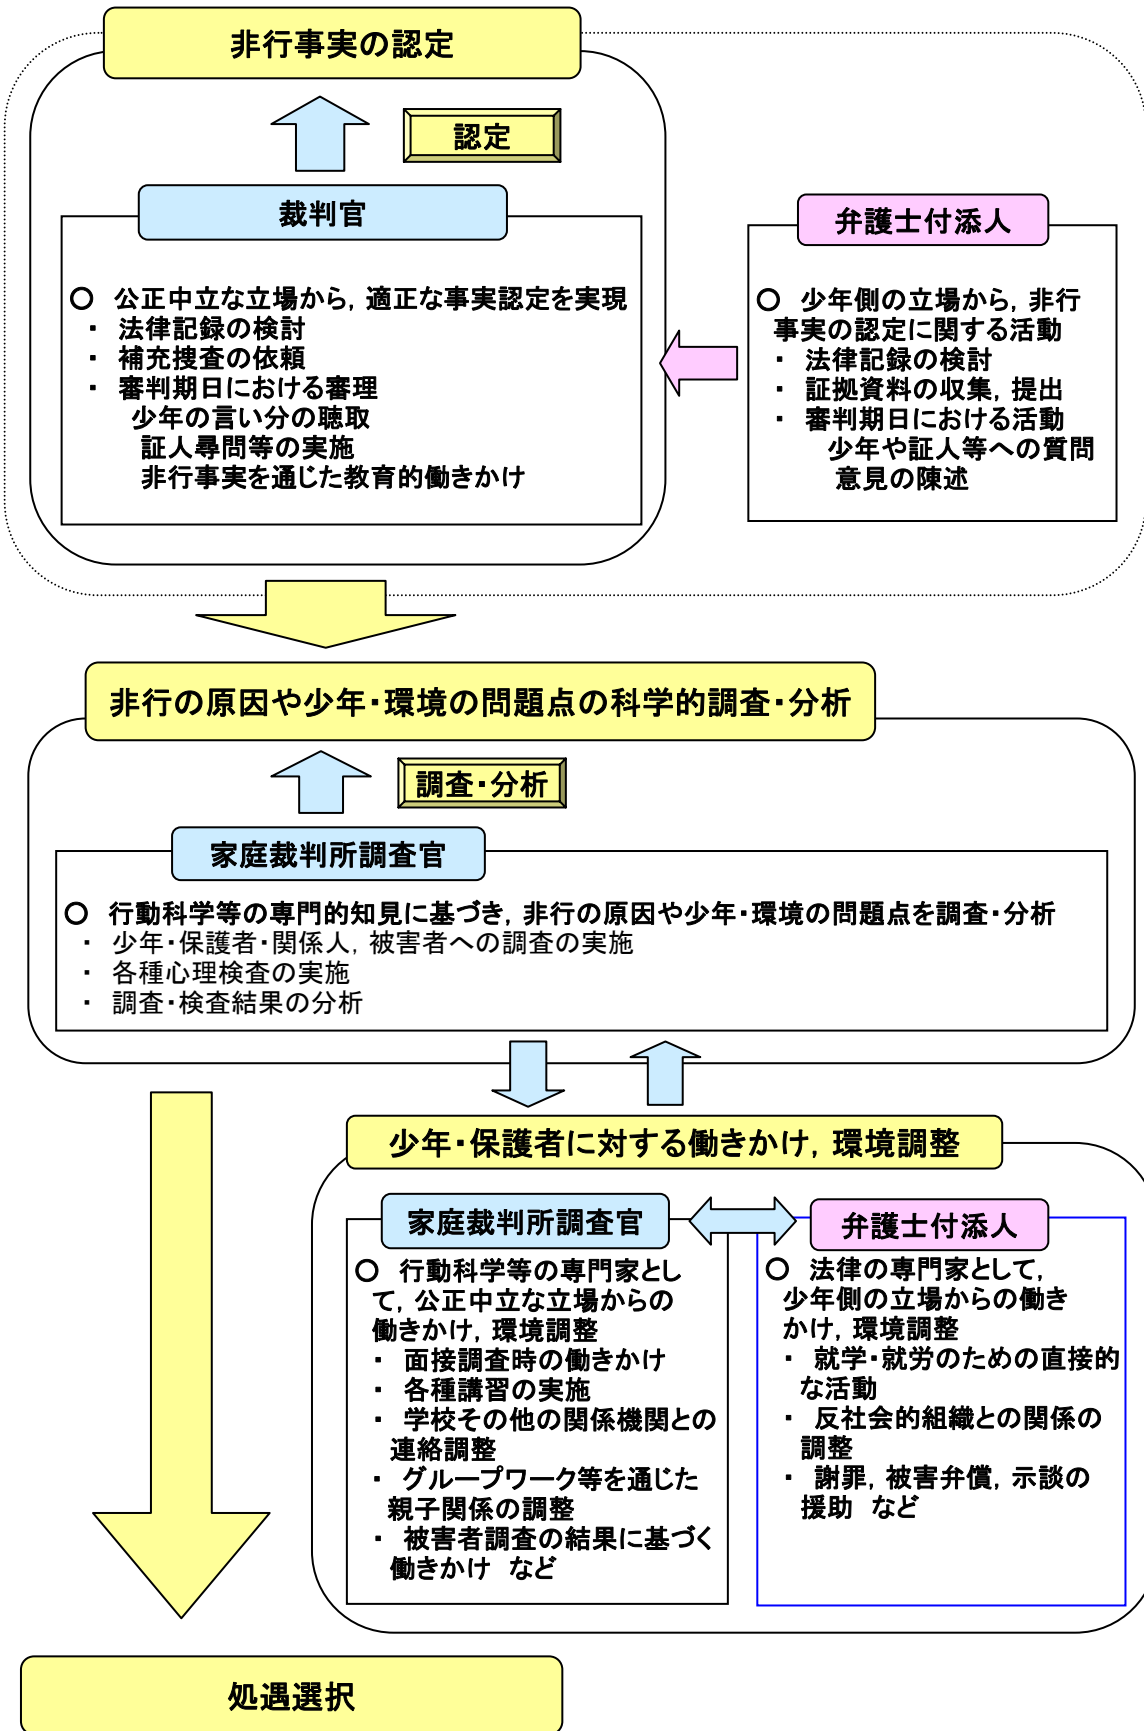 非行事実の認定
認定
裁判官
○ 公正中立な立場から，適正な事実認定を実現
・ 法律記録の検討
・ 補充捜査の依頼
・ 審判期日における審理
少年の言い分の聴取
証人尋問等の実施
非行事実を通じた教育的働きかけ
弁護士付添人
○ 少年側の立場から，非行
事実の認定に関する活動
・ 法律記録の検討
・ 証拠資料の収集，提出
・ 審判期日における活動
少年や証人等への質問
意見の陳述
非行の原因や少年・環境の問題点の科学的調査・分析
調査・分析
家庭裁判所調査官
○ 行動科学等の専門的知見に基づき，非行の原因や少年・環境の問題点を調査・分析
・ 少年・保護者・関係人，被害者への調査の実施
・ 各種心理検査の実施
・ 調査・検査結果の分析
少年・保護者に対する働きかけ，環境調整
家庭裁判所調査官
○ 行動科学等の専門家とし
て，公正中立な立場からの
働きかけ，環境調整
・ 面接調査時の働きかけ
・ 各種講習の実施
・ 学校その他の関係機関との
連絡調整
・ グループワーク等を通じた
親子関係の調整
・ 被害者調査の結果に基づく
働きかけ など
弁護士付添人
○ 法律の専門家として，
少年側の立場からの働き
かけ，環境調整
・ 就学・就労のための直接的
な活動
・ 反社会的組織との関係の
調整
・ 謝罪，被害弁償，示談の
援助 など
処遇選択